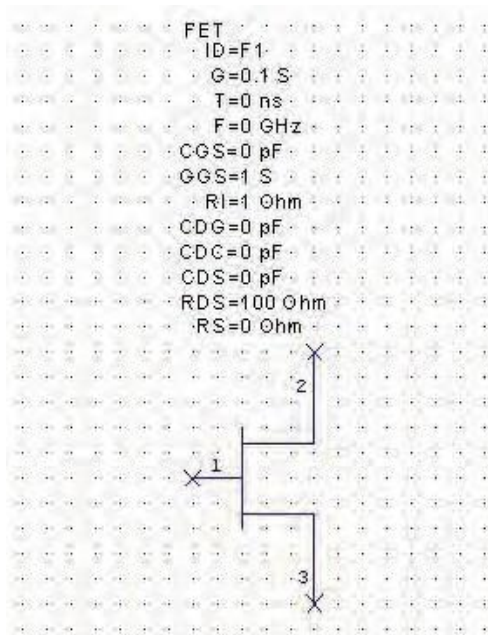 FET
ID=F1
G=0.1 S
T=0 ns
F=0 GHz
CGS=0 pF
GGS=1 S
RI=1 Ohm
CDG=0 pF
CDC=0 pF
CDS=0 pF
RDS=100 Ohm
RS=0 Ohm
2
1
3